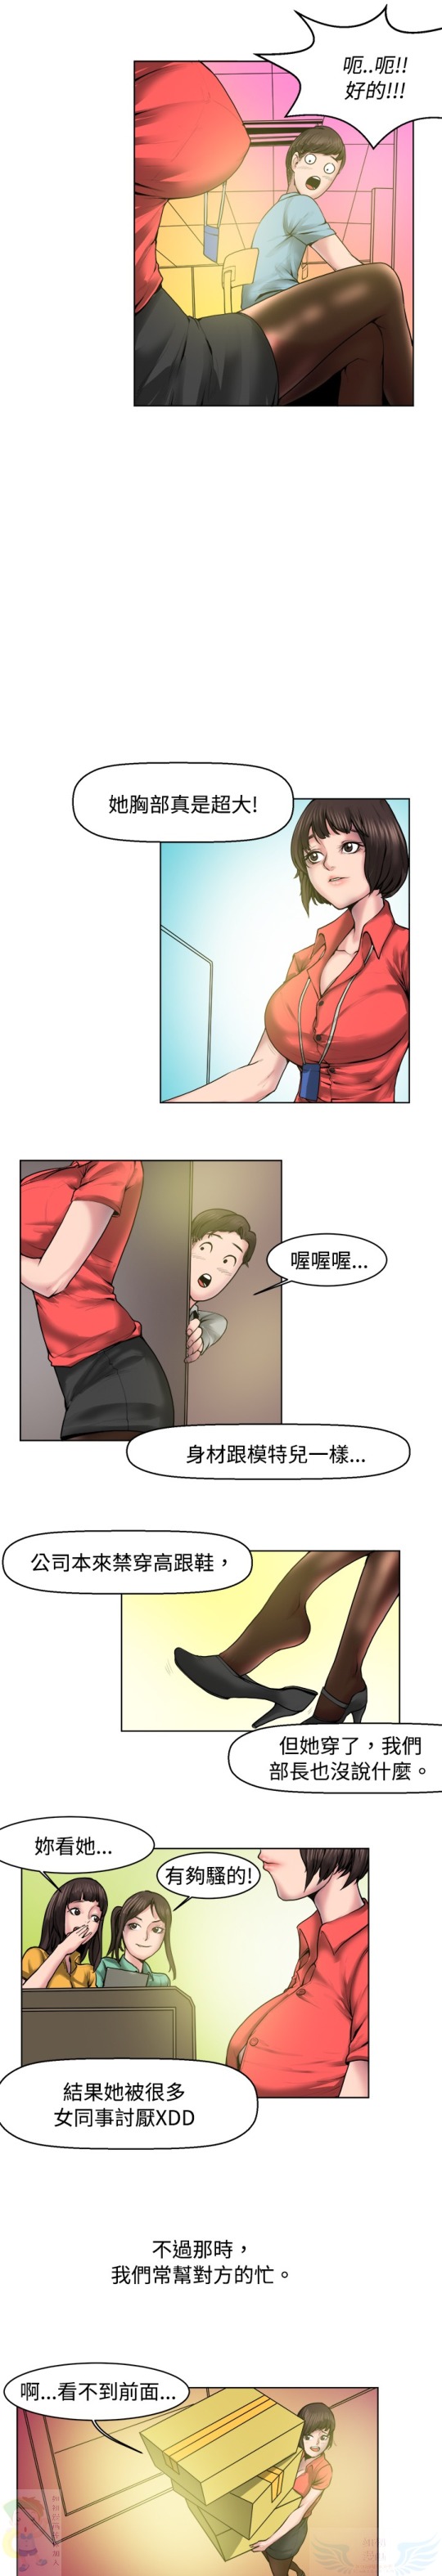 呃..呃!!
好的!!!
她胸部真是超大!
喔喔喔...
身材跟模特兒一樣...
公司本來禁穿高跟鞋，
但她穿了，我們
部長也沒說什麼。
妳看她...
有夠騷的!
結果她被很多
女同事討厭XDD
不過那時，
我們常幫對方的忙。
啊...看不到前面...